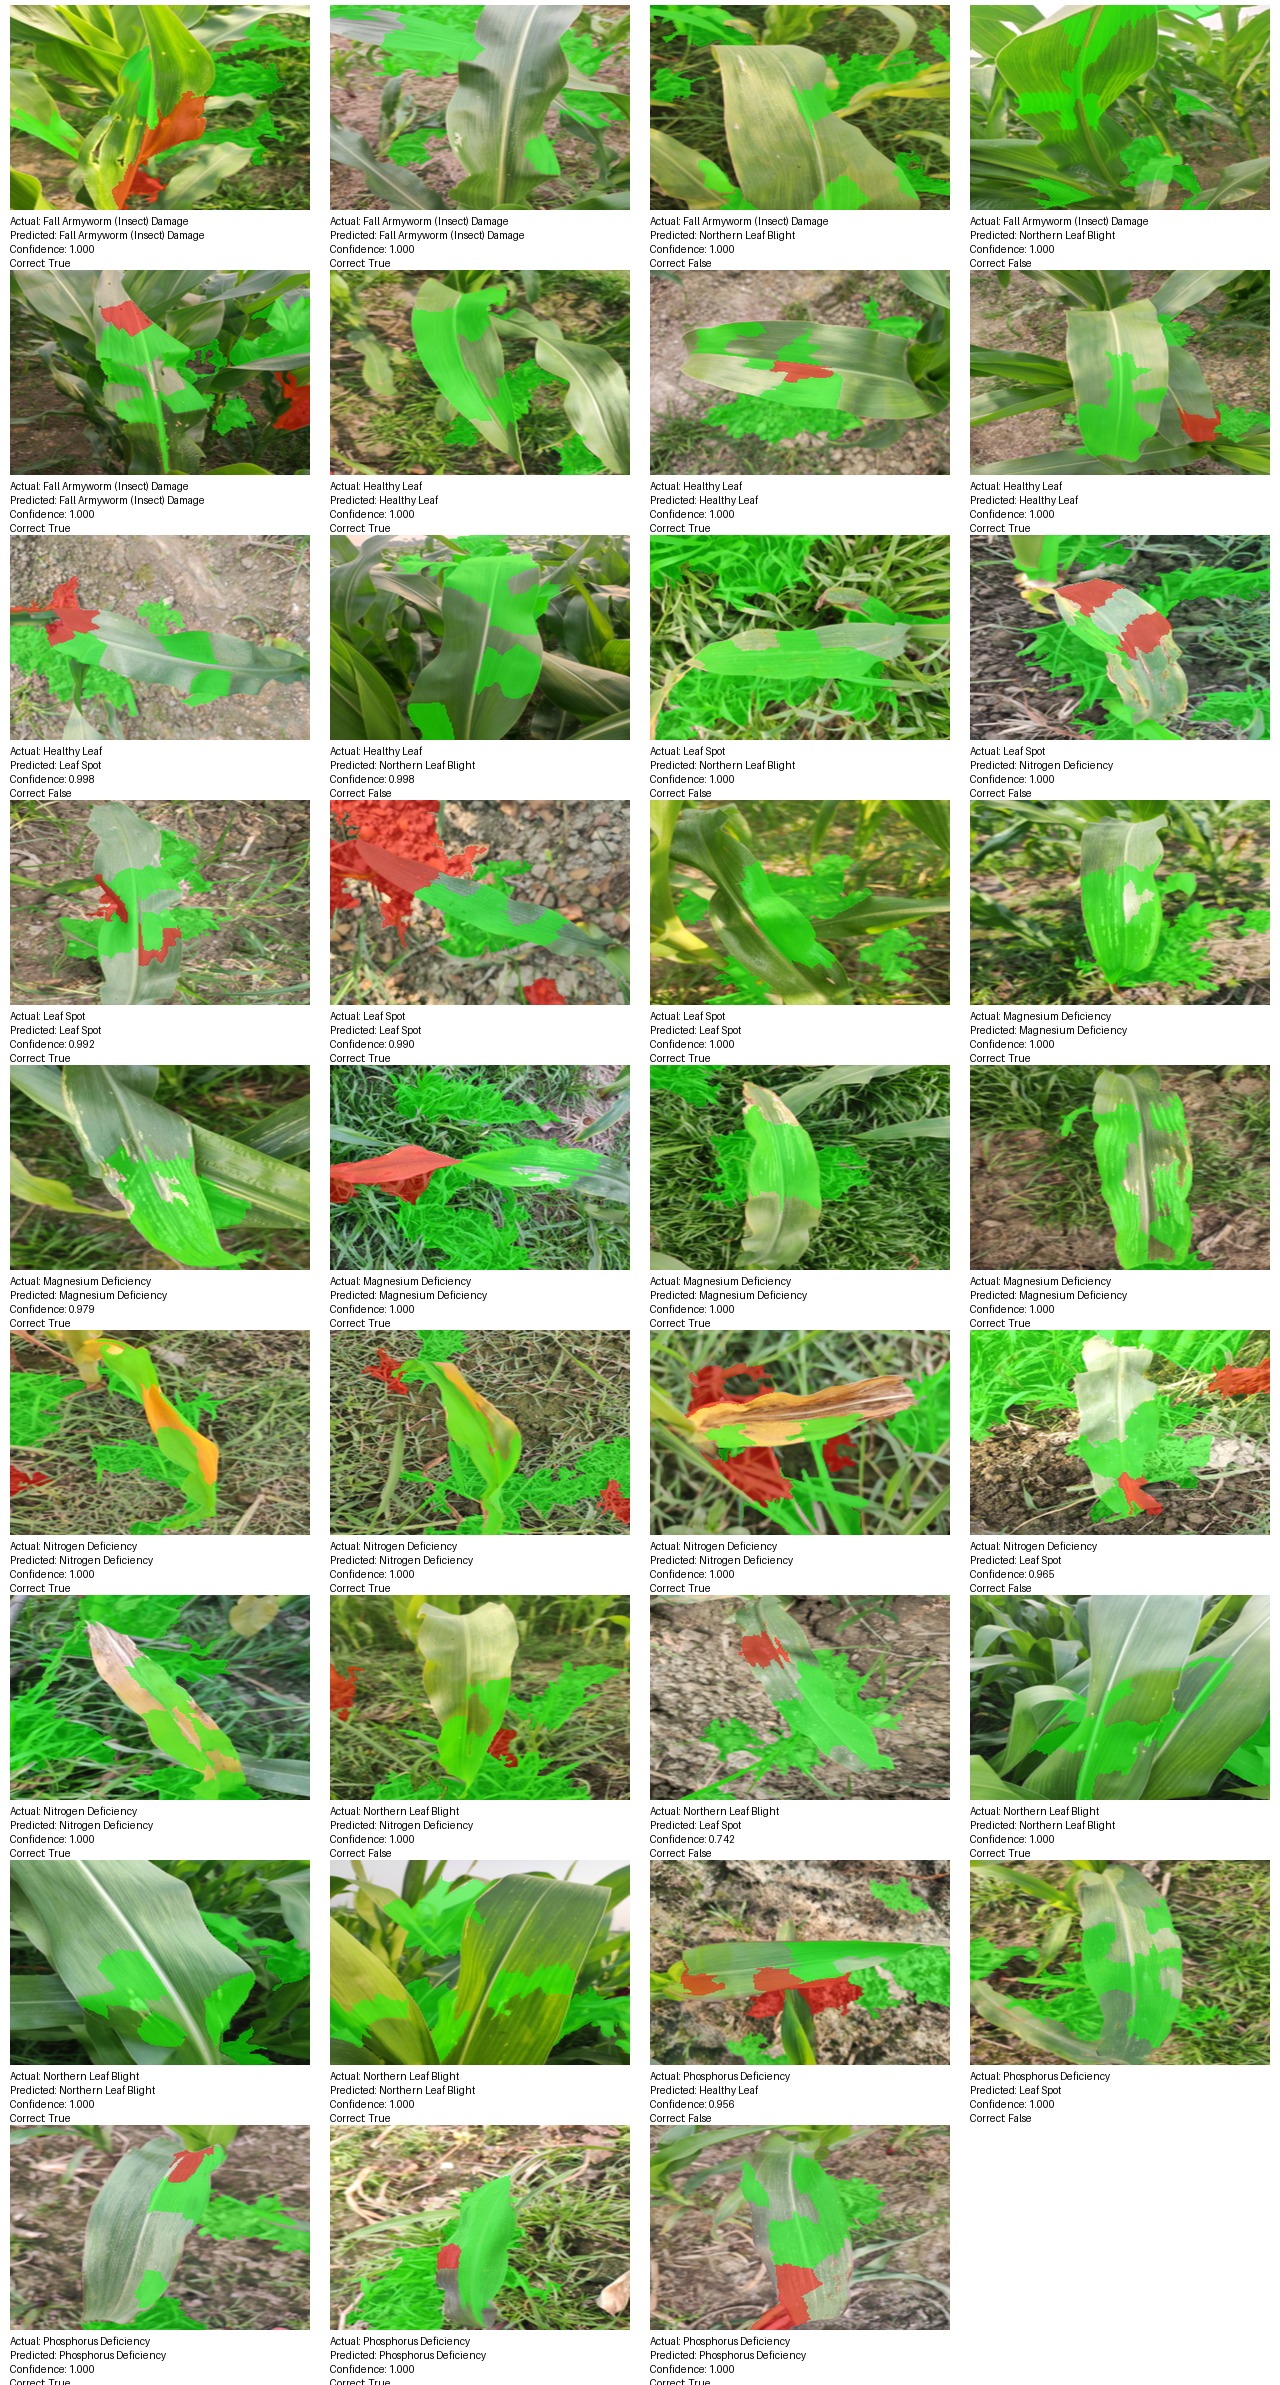 Actual: Fall Armyworm (Insect) Damage
Predicted: Fall Armyworm (Insect) Damage
Confidence: 1.000
Correct: True
Actual: Fall Armyworm (Insect) Damage
Predicted: Fall Armyworm (Insect) Damage
Confidence: 1.000
Correct: True
Actual: Fall Armyworm (Insect) Damage
Predicted: Northern Leaf Blight
Confidence: 1.000
Correct: False
Actual: Fall Armyworm (Insect) Damage
Predicted: Northern Leaf Blight
Confidence: 1.000
Correct: False
Actual: Fall Armyworm (Insect) Damage
Predicted: Fall Armyworm (Insect) Damage
Confidence: 1.000
Correct: True
Actual: Healthy Leaf
Predicted: Healthy Leaf
Confidence: 1.000
Correct: True
Actual: Healthy Leaf
Predicted: Healthy Leaf
Confidence: 1.000
Correct: True
Actual: Healthy Leaf
Predicted: Healthy Leaf
Confidence: 1.000
Correct: True
Actual: Healthy Leaf
Predicted: Leaf Spot
Confidence: 0.998
Correct: False
Actual: Healthy Leaf
Predicted: Northern Leaf Blight
Confidence: 0.998
Correct: False
Actual: Leaf Spot
Predicted: Northern Leaf Blight
Confidence: 1.000
Correct: False
Actual: Leaf Spot
Predicted: Nitrogen Deficiency
Confidence: 1.000
Correct: False
Actual: Leaf Spot
Predicted: Leaf Spot
Confidence: 0.992
Correct: True
Actual: Leaf Spot
Predicted: Leaf Spot
Confidence: 0.990
Correct: True
Actual: Leaf Spot
Predicted: Leaf Spot
Confidence: 1.000
Correct: True
Actual: Magnesium Deficiency
Predicted: Magnesium Deficiency
Confidence: 1.000
Correct: True
Actual: Magnesium Deficiency
Predicted: Magnesium Deficiency
Confidence: 0.979
Correct: True
Actual: Magnesium Deficiency
Predicted: Magnesium Deficiency
Confidence: 1.000
Correct: True
Actual: Magnesium Deficiency
Predicted: Magnesium Deficiency
Confidence: 1.000
Correct: True
Actual: Magnesium Deficiency
Predicted: Magnesium Deficiency
Confidence: 1.000
Correct: True
Actual: Nitrogen Deficiency
Predicted: Nitrogen Deficiency
Confidence: 1.000
Correct: True
Actual: Nitrogen Deficiency
Predicted: Nitrogen Deficiency
Confidence: 1.000
Correct: True
Actual: Nitrogen Deficiency
Predicted: Nitrogen Deficiency
Confidence: 1.000
Correct: True
Actual: Nitrogen Deficiency
Predicted: Leaf Spot
Confidence: 0.965
Correct: False
Actual: Nitrogen Deficiency
Predicted: Nitrogen Deficiency
Confidence: 1.000
Correct: True
Actual: Northern Leaf Blight
Predicted: Nitrogen Deficiency
Confidence: 1.000
Correct: False
Actual: Northern Leaf Blight
Predicted: Leaf Spot
Confidence: 0.742
Correct: False
Actual: Northern Leaf Blight
Predicted: Northern Leaf Blight
Confidence: 1.000
Correct: True
Actual: Northern Leaf Blight
Predicted: Northern Leaf Blight
Confidence: 1.000
Correct: True
Actual: Northern Leaf Blight
Predicted: Northern Leaf Blight
Confidence: 1.000
Correct: True
Actual: Phosphorus Deficiency
Predicted: Healthy Leaf
Confidence: 0.956
Correct: False
Actual: Phosphorus Deficiency
Predicted: Leaf Spot
Confidence: 1.000
Correct: False
Actual: Phosphorus Deficiency
Predicted: Phosphorus Deficiency
Confidence: 1.000
Correct: True
Actual: Phosphorus Deficiency
Predicted: Phosphorus Deficiency
Confidence: 1.000
Correct: True
Actual: Phosphorus Deficiency
Predicted: Phosphorus Deficiency
Confidence: 1.000
Correct: True